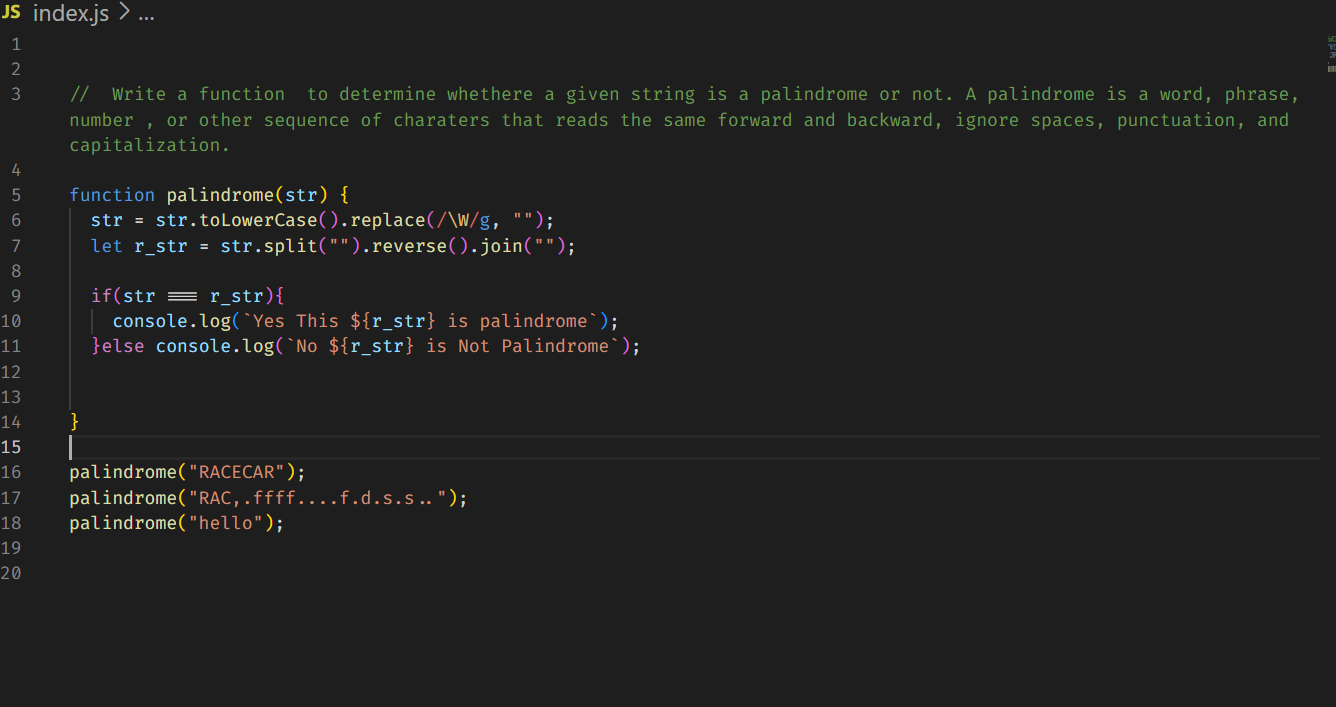 JS index.js > ...
1
2
3 //  Write a function  to determine whethere a given string is a palindrome or not. A palindrome is a word, phrase,
number , or other sequence of charaters that reads the same forward and backward, ignore spaces, punctuation, and
capitalization.
4
5 function palindrome(str) {
6   str = str.toLowerCase().replace(/\W/g, "");
7   let r_str = str.split("").reverse().join("");
8
9   if(str === r_str){
10     console.log(`Yes This ${r_str} is palindrome`);
11   }else console.log(`No ${r_str} is Not Palindrome`);
12
13
14 }
15
16 palindrome("RACECAR");
17 palindrome("RAC,.ffff....f.d.s.s..");
18 palindrome("hello");
19
20